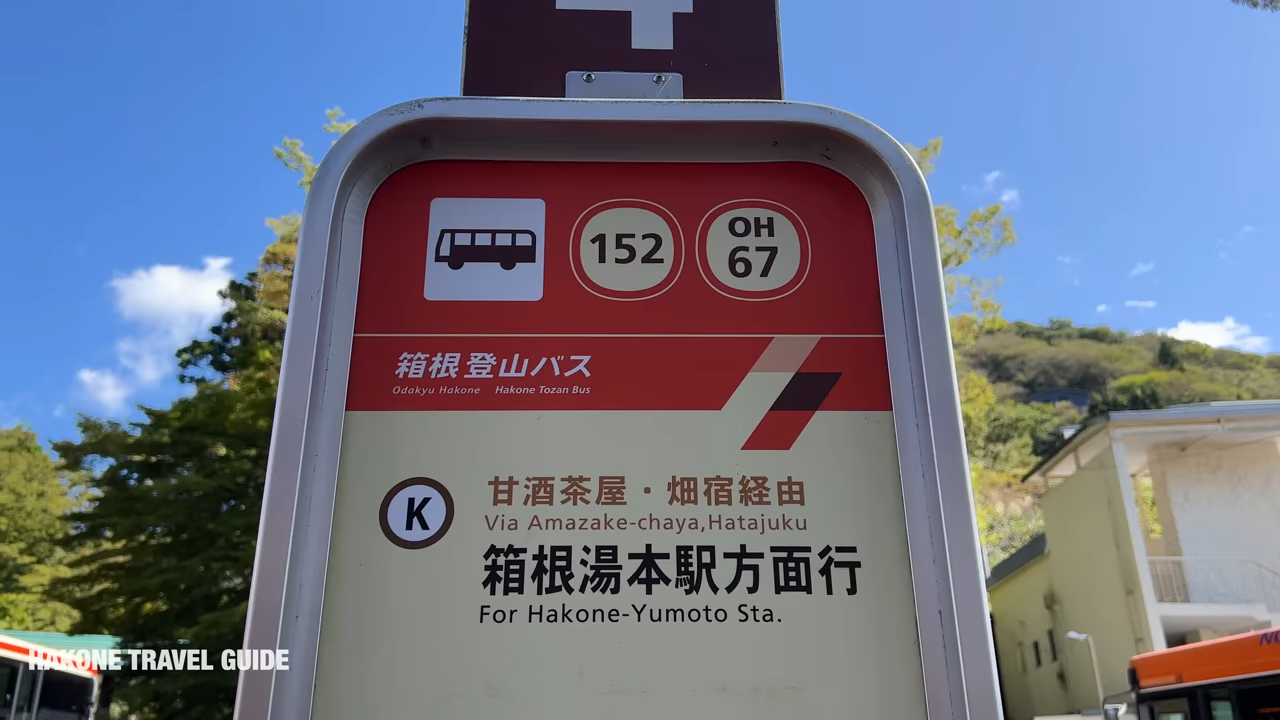 152
OH
67
箱根登山バス
Odakyu Hakone Hakone Tozan Bus
K
甘酒茶屋・畑宿経由
Via Amazake-chaya,Hatajuku
箱根湯本駅方面行
For Hakone-Yumoto Sta.
HAKONE TRAVEL GUIDE